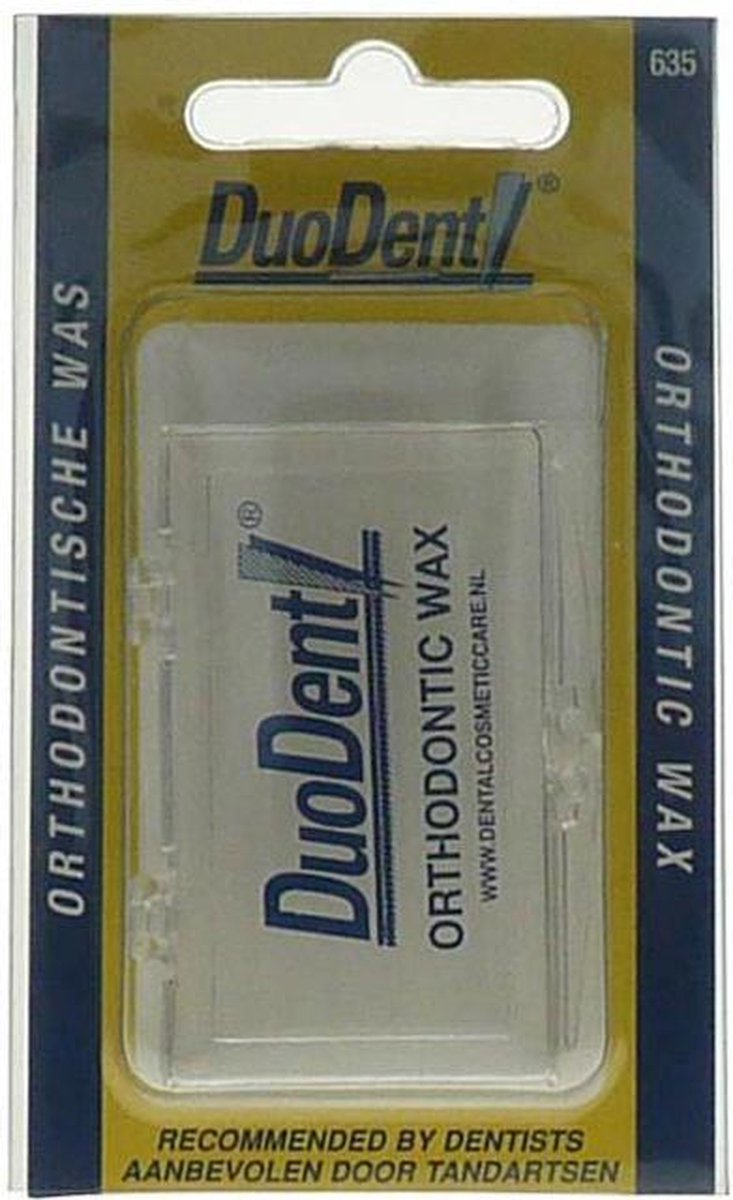 635
DuoDent®
ORTHODONTISCHE WAS
ORTHODONTIC WAX
DuoDent®
ORTHODONTIC WAX
WWW.DENTALCOSMETICCARE.NL
RECOMMENDED BY DENTISTS
AANBEVOLEN DOOR TANDARTSEN